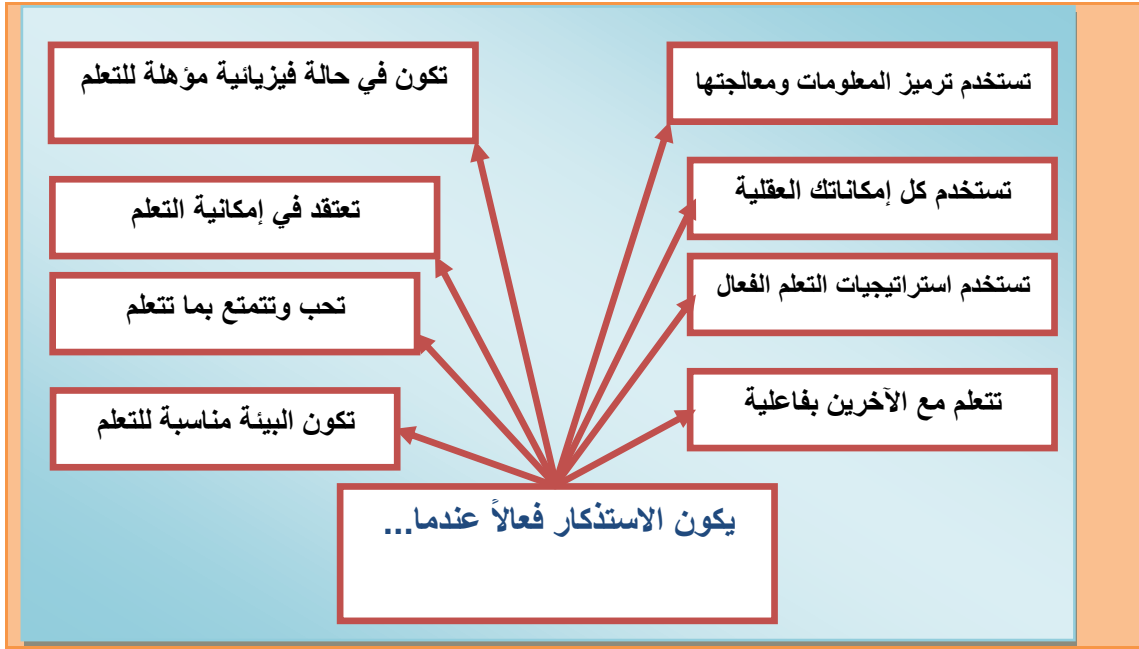 تستخدم ترميز المعلومات ومعالجتها
تستخدم كل إمكاناتك العقلية
تستخدم استراتيجيات التعلم الفعال
تتعلم مع الآخرين بفاعلية
تكون في حالة فيزيائية مؤهلة للتعلم
تعتقد في إمكانية التعلم
تحب وتتمتع بما تتعلم
تكون البيئة مناسبة للتعلم
يكون الاستذكار فعالاً عندما...